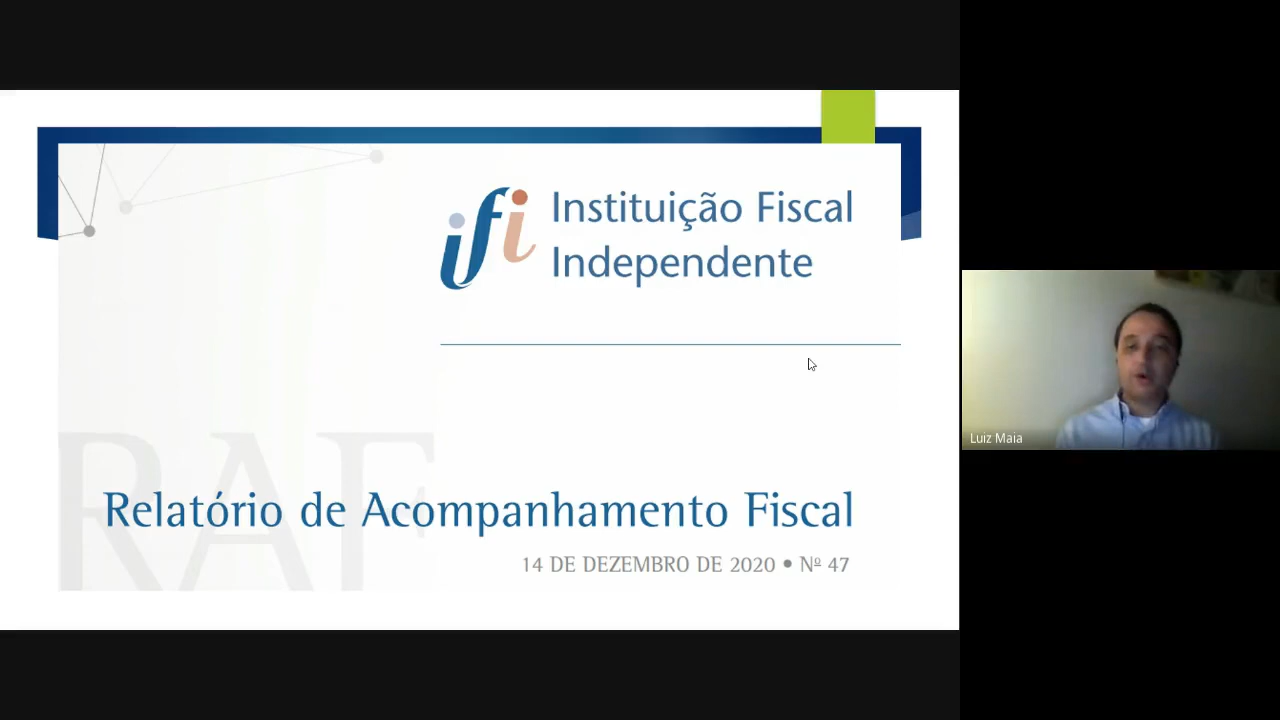 ifi
Instituição Fiscal
Independente
RAF
Relatório de Acompanhamento Fiscal
14 DE DEZEMBRO DE 2020 • Nº 47
Luiz Maia